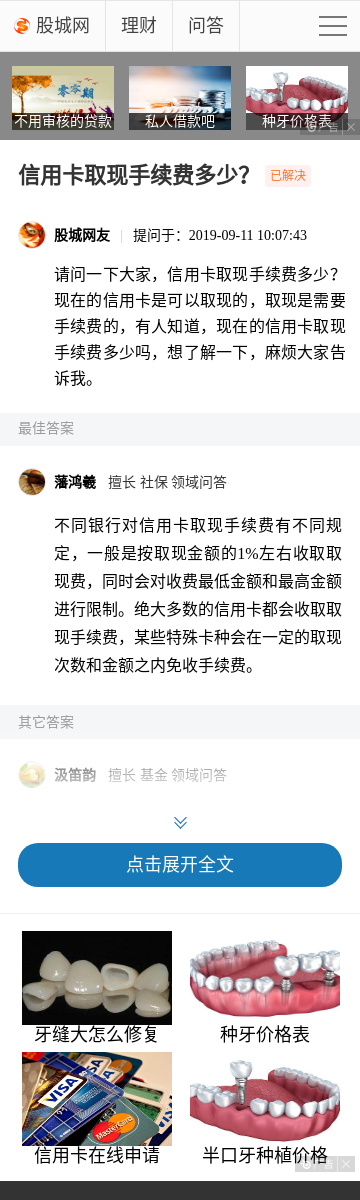 股城网 理财 问答
零零期
不用审核的贷款 私人借款吧 种牙价格表
广告
信用卡取现手续费多少？ 已解决
股城网友 提问于：2019-09-11 10:07:43
请问一下大家，信用卡取现手续费多少？
现在的信用卡是可以取现的，取现是需要
手续费的，有人知道，现在的信用卡取现
手续费多少吗，想了解一下，麻烦大家告
诉我。
最佳答案
藩鸿羲 擅长 社保 领域问答
不同银行对信用卡取现手续费有不同规
定，一般是按取现金额的1%左右收取取
现费，同时会对收费最低金额和最高金额
进行限制。绝大多数的信用卡都会收取取
现手续费，某些特殊卡种会在一定的取现
次数和金额之内免收手续费。
其它答案
汲笛韵 擅长 基金 领域问答
点击展开全文
牙缝大怎么修复 种牙价格表
VISA
VISA
MasterCard
信用卡在线申请 半口牙种植价格
广告